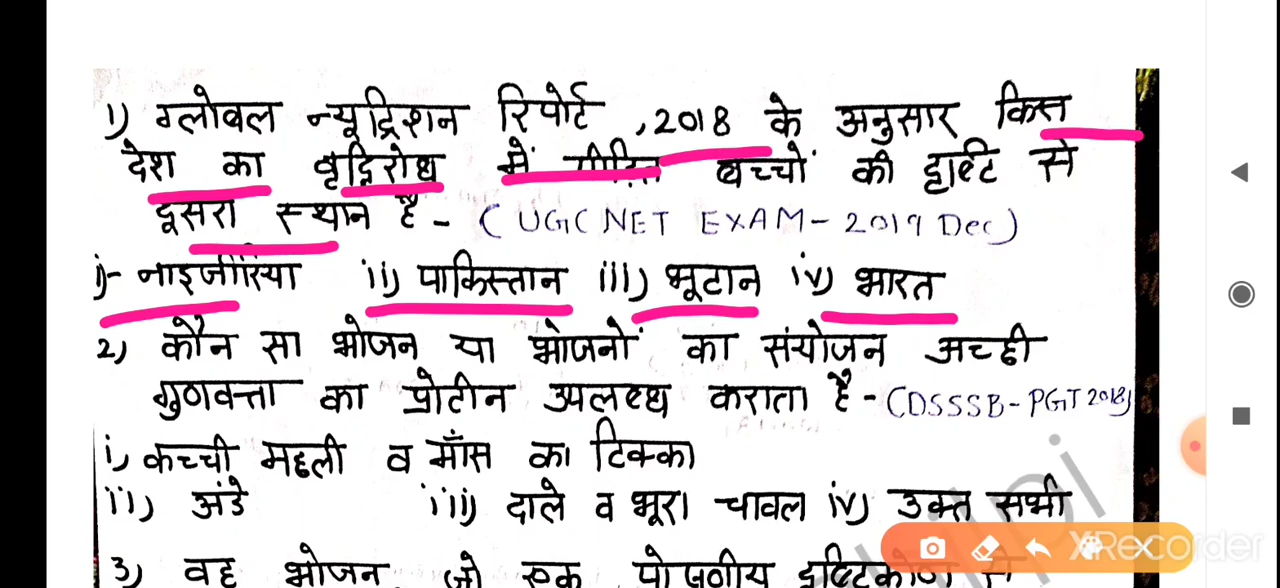 1) ग्लोबल न्यूट्रिशन रिपोर्ट ,2018 के अनुसार किस
देश का वृद्धिरोध में पीड़ित बच्चों की दृष्टि से
दूसरा स्थान है - (UGC NET EXAM - 2019 Dec)
i)- नाइजीरिया ii) पाकिस्तान iii) भूटान iv) भारत
2) कौन सा भोजन या भोजनों का संयोजन अच्छी
गुणवत्ता का प्रोटीन उपलब्ध कराता है - (DSSSB - PGT 2018)
i) कच्ची मछली व माँस का टिक्का
ii) अंडे iii) दाले व भूरा चावल iv) उक्त सभी
3) वह भोजन जो एक पोषणीय दृष्टिकोण से
XRecorder